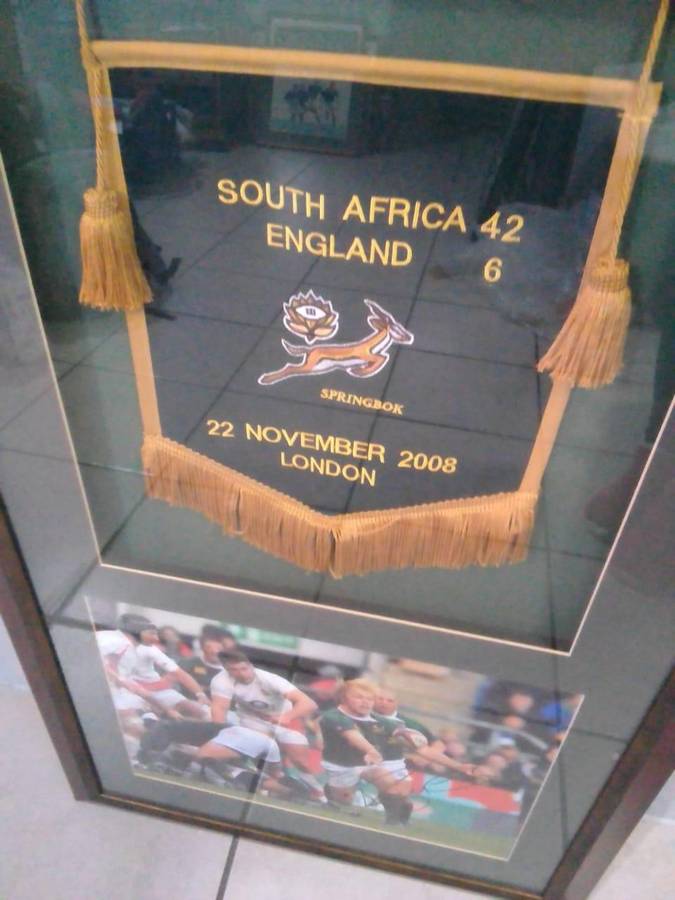 SOUTH AFRICA 42
ENGLAND 6
SPRINGBOK
22 NOVEMBER 2008
LONDON